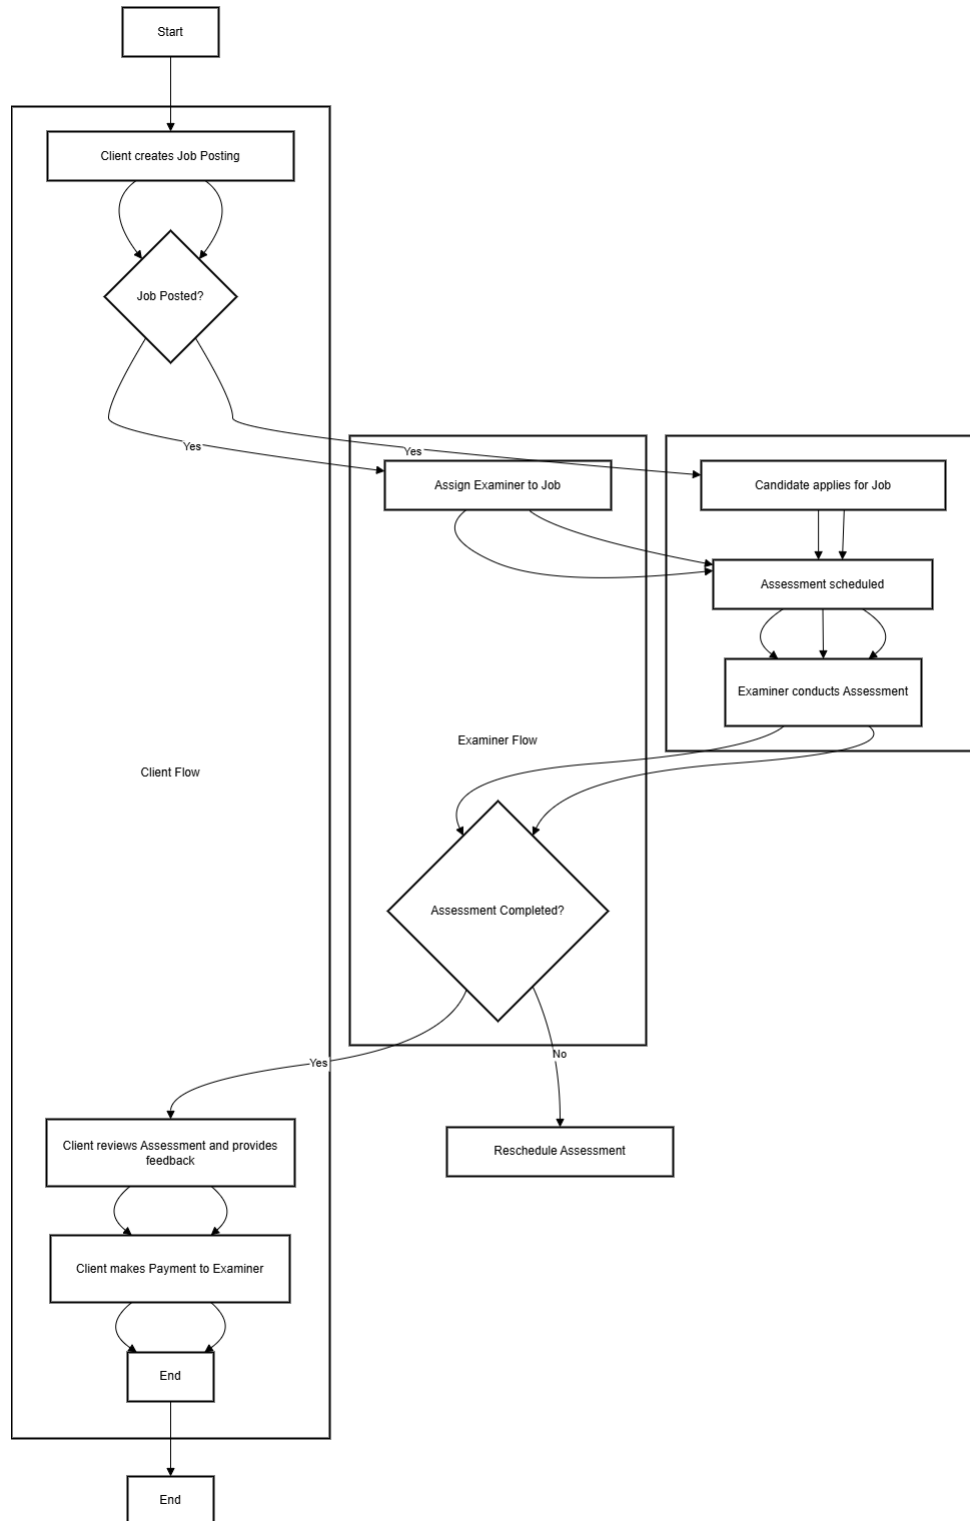 Start
Client creates Job Posting
Job Posted?
Yes
Yes
Assign Examiner to Job
Candidate applies for Job
Assessment scheduled
Examiner conducts Assessment
Examiner Flow
Client Flow
Assessment Completed?
Yes
No
Client reviews Assessment and provides
feedback
Reschedule Assessment
Client makes Payment to Examiner
End
End